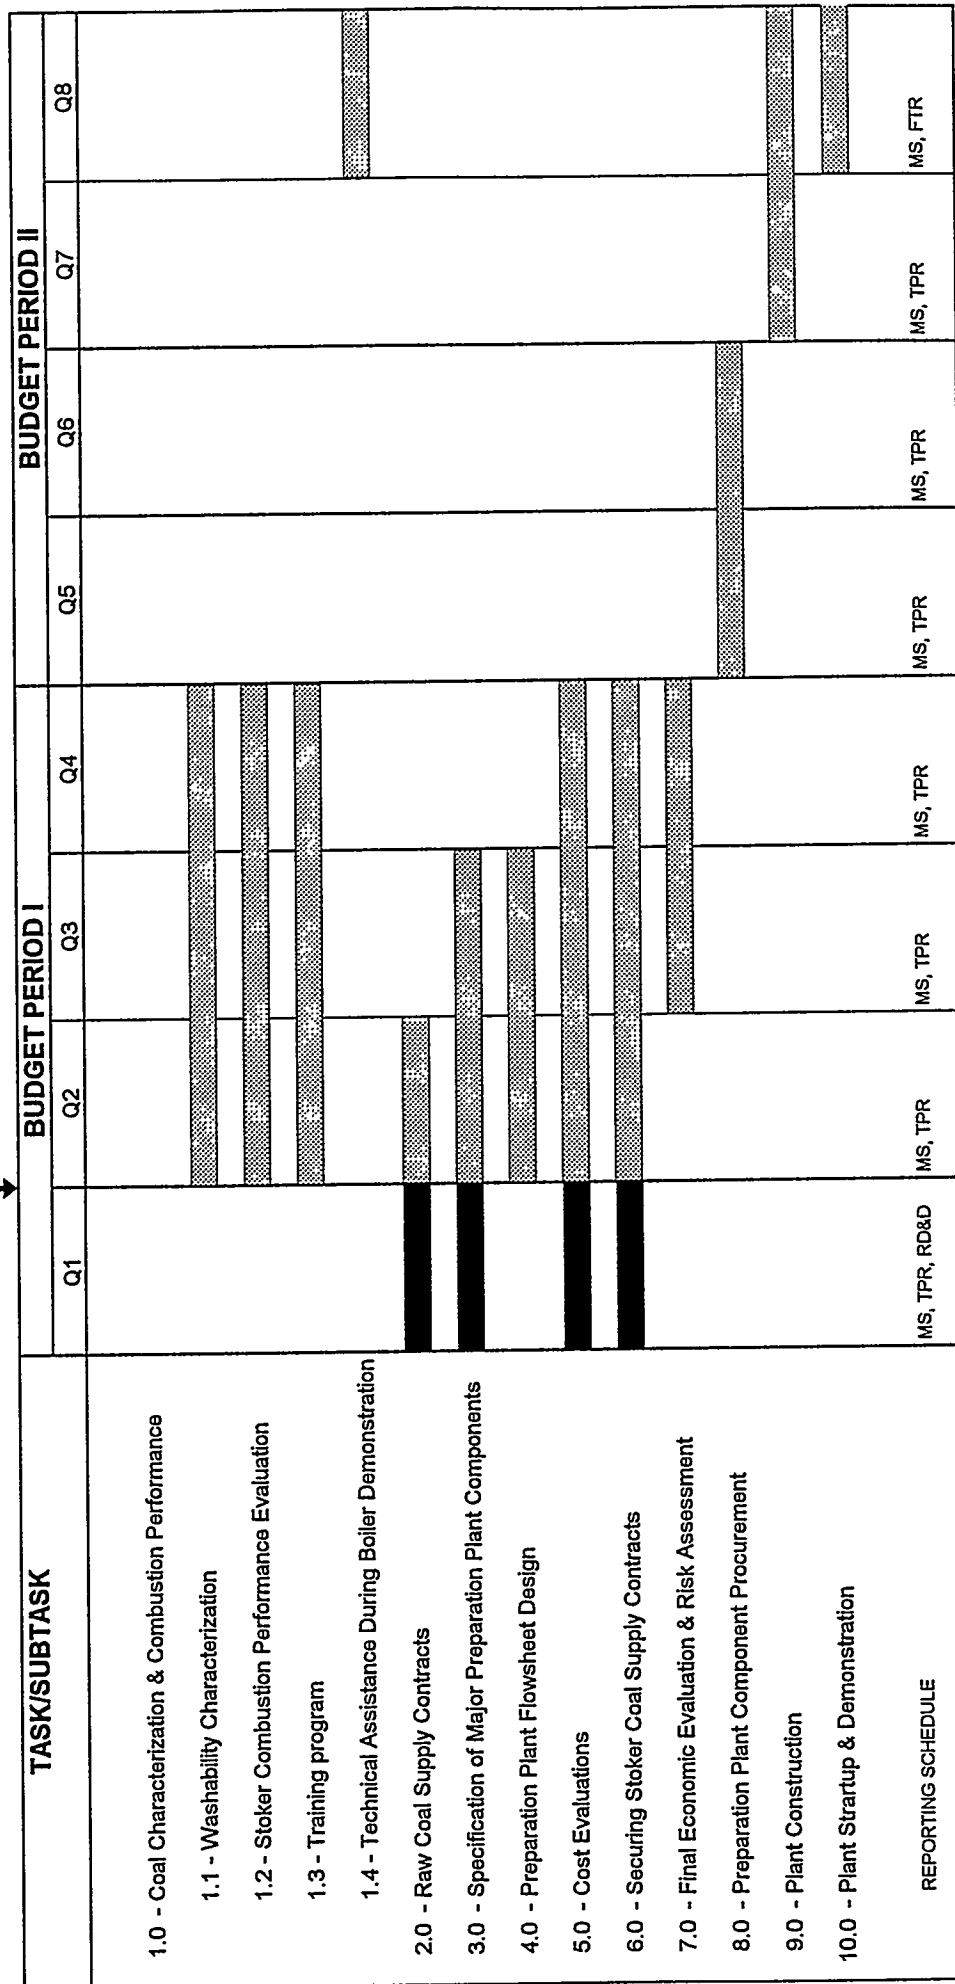 TASK/SUBTASK
BUDGET PERIOD I
BUDGET PERIOD II
Q1
Q2
Q3
Q4
Q5
Q6
Q7
Q8
1.0 - Coal Characterization & Combustion Performance
1.1 - Washability Characterization
1.2 - Stoker Combustion Performance Evaluation
1.3 - Training program
1.4 - Technical Assistance During Boiler Demonstration
2.0 - Raw Coal Supply Contracts
3.0 - Specification of Major Preparation Plant Components
4.0 - Preparation Plant Flowsheet Design
5.0 - Cost Evaluations
6.0 - Securing Stoker Coal Supply Contracts
7.0 - Final Economic Evaluation & Risk Assessment
8.0 - Preparation Plant Component Procurement
9.0 - Plant Construction
10.0 - Plant Strartup & Demonstration
REPORTING SCHEDULE
MS, TPR, RD&D
MS, TPR
MS, TPR
MS, TPR
MS, TPR
MS, TPR
MS, TPR
MS, FTR